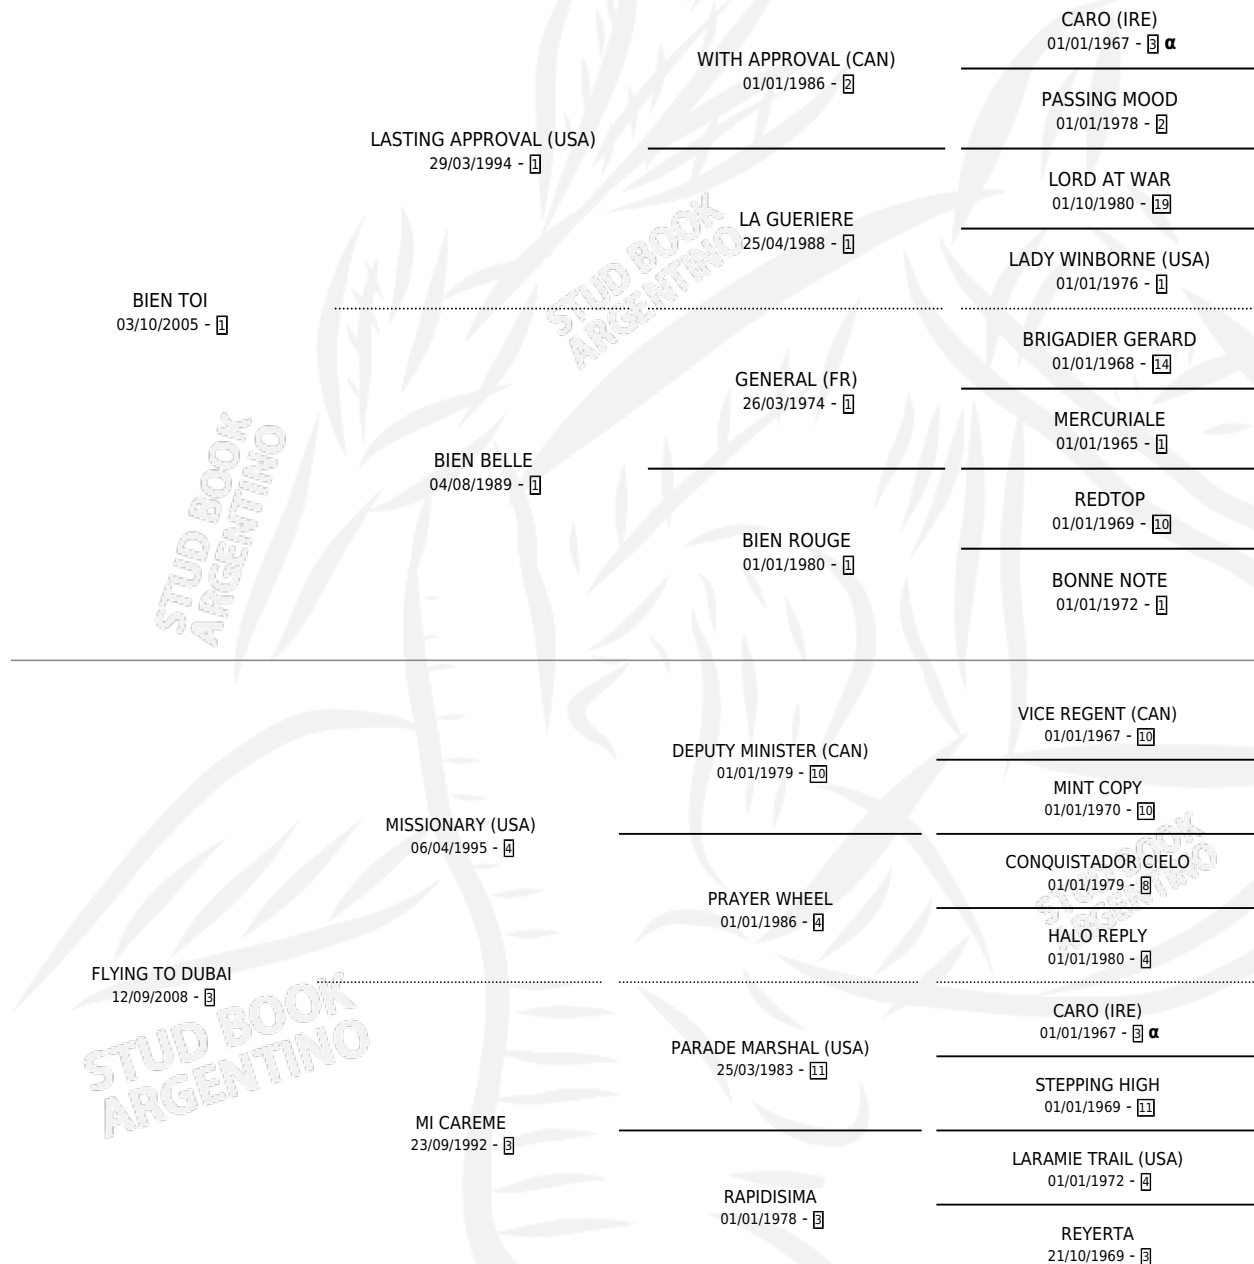 CARO (IRE)
01/01/1967 - 3 α
WITH APPROVAL (CAN)
01/01/1986 - 2
PASSING MOOD
01/01/1978 - 2
LASTING APPROVAL (USA)
29/03/1994 - 1
LORD AT WAR
01/10/1980 - 19
LA GUERIERE
25/04/1988 - 1
LADY WINBORNE (USA)
01/01/1976 - 1
BIEN TOI
03/10/2005 - 1
BRIGADIER GERARD
01/01/1968 - 14
GENERAL (FR)
26/03/1974 - 1
MERCURIALE
01/01/1965 - 1
BIEN BELLE
04/08/1989 - 1
REDTOP
01/01/1969 - 10
BIEN ROUGE
01/01/1980 - 1
BONNE NOTE
01/01/1972 - 1
VICE REGENT (CAN)
01/01/1967 - 10
DEPUTY MINISTER (CAN)
01/01/1979 - 10
MINT COPY
01/01/1970 - 10
MISSIONARY (USA)
06/04/1995 - 4
CONQUISTADOR CIELO
01/01/1979 - 8
PRAYER WHEEL
01/01/1986 - 4
HALO REPLY
01/01/1980 - 4
FLYING TO DUBAI
12/09/2008 - 3
CARO (IRE)
01/01/1967 - 3 α
PARADE MARSHAL (USA)
25/03/1983 - 11
STEPPING HIGH
01/01/1969 - 11
MI CAREME
23/09/1992 - 3
LARAMIE TRAIL (USA)
01/01/1972 - 4
RAPIDISIMA
01/01/1978 - 3
REYERTA
21/10/1969 - 3
STUD BOOK
ARGENTINO
STUD BOOK
ARGENTINO
STUD BOOK
ARGENTINO
STUD BOOK
ARGENTINO